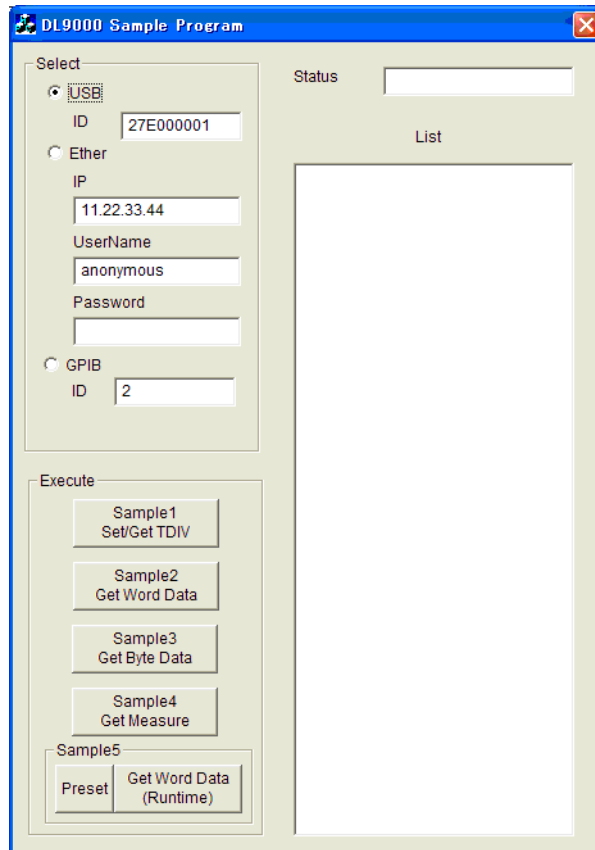 DL9000 Sample Program
Select
USB
ID
27E000001
Ether
IP
11.22.33.44
UserName
anonymous
Password
GPIB
ID
2
Execute
Sample1
Set/Get TDIV
Sample2
Get Word Data
Sample3
Get Byte Data
Sample4
Get Measure
Sample5
Preset
Get Word Data
(Runtime)
Status
List